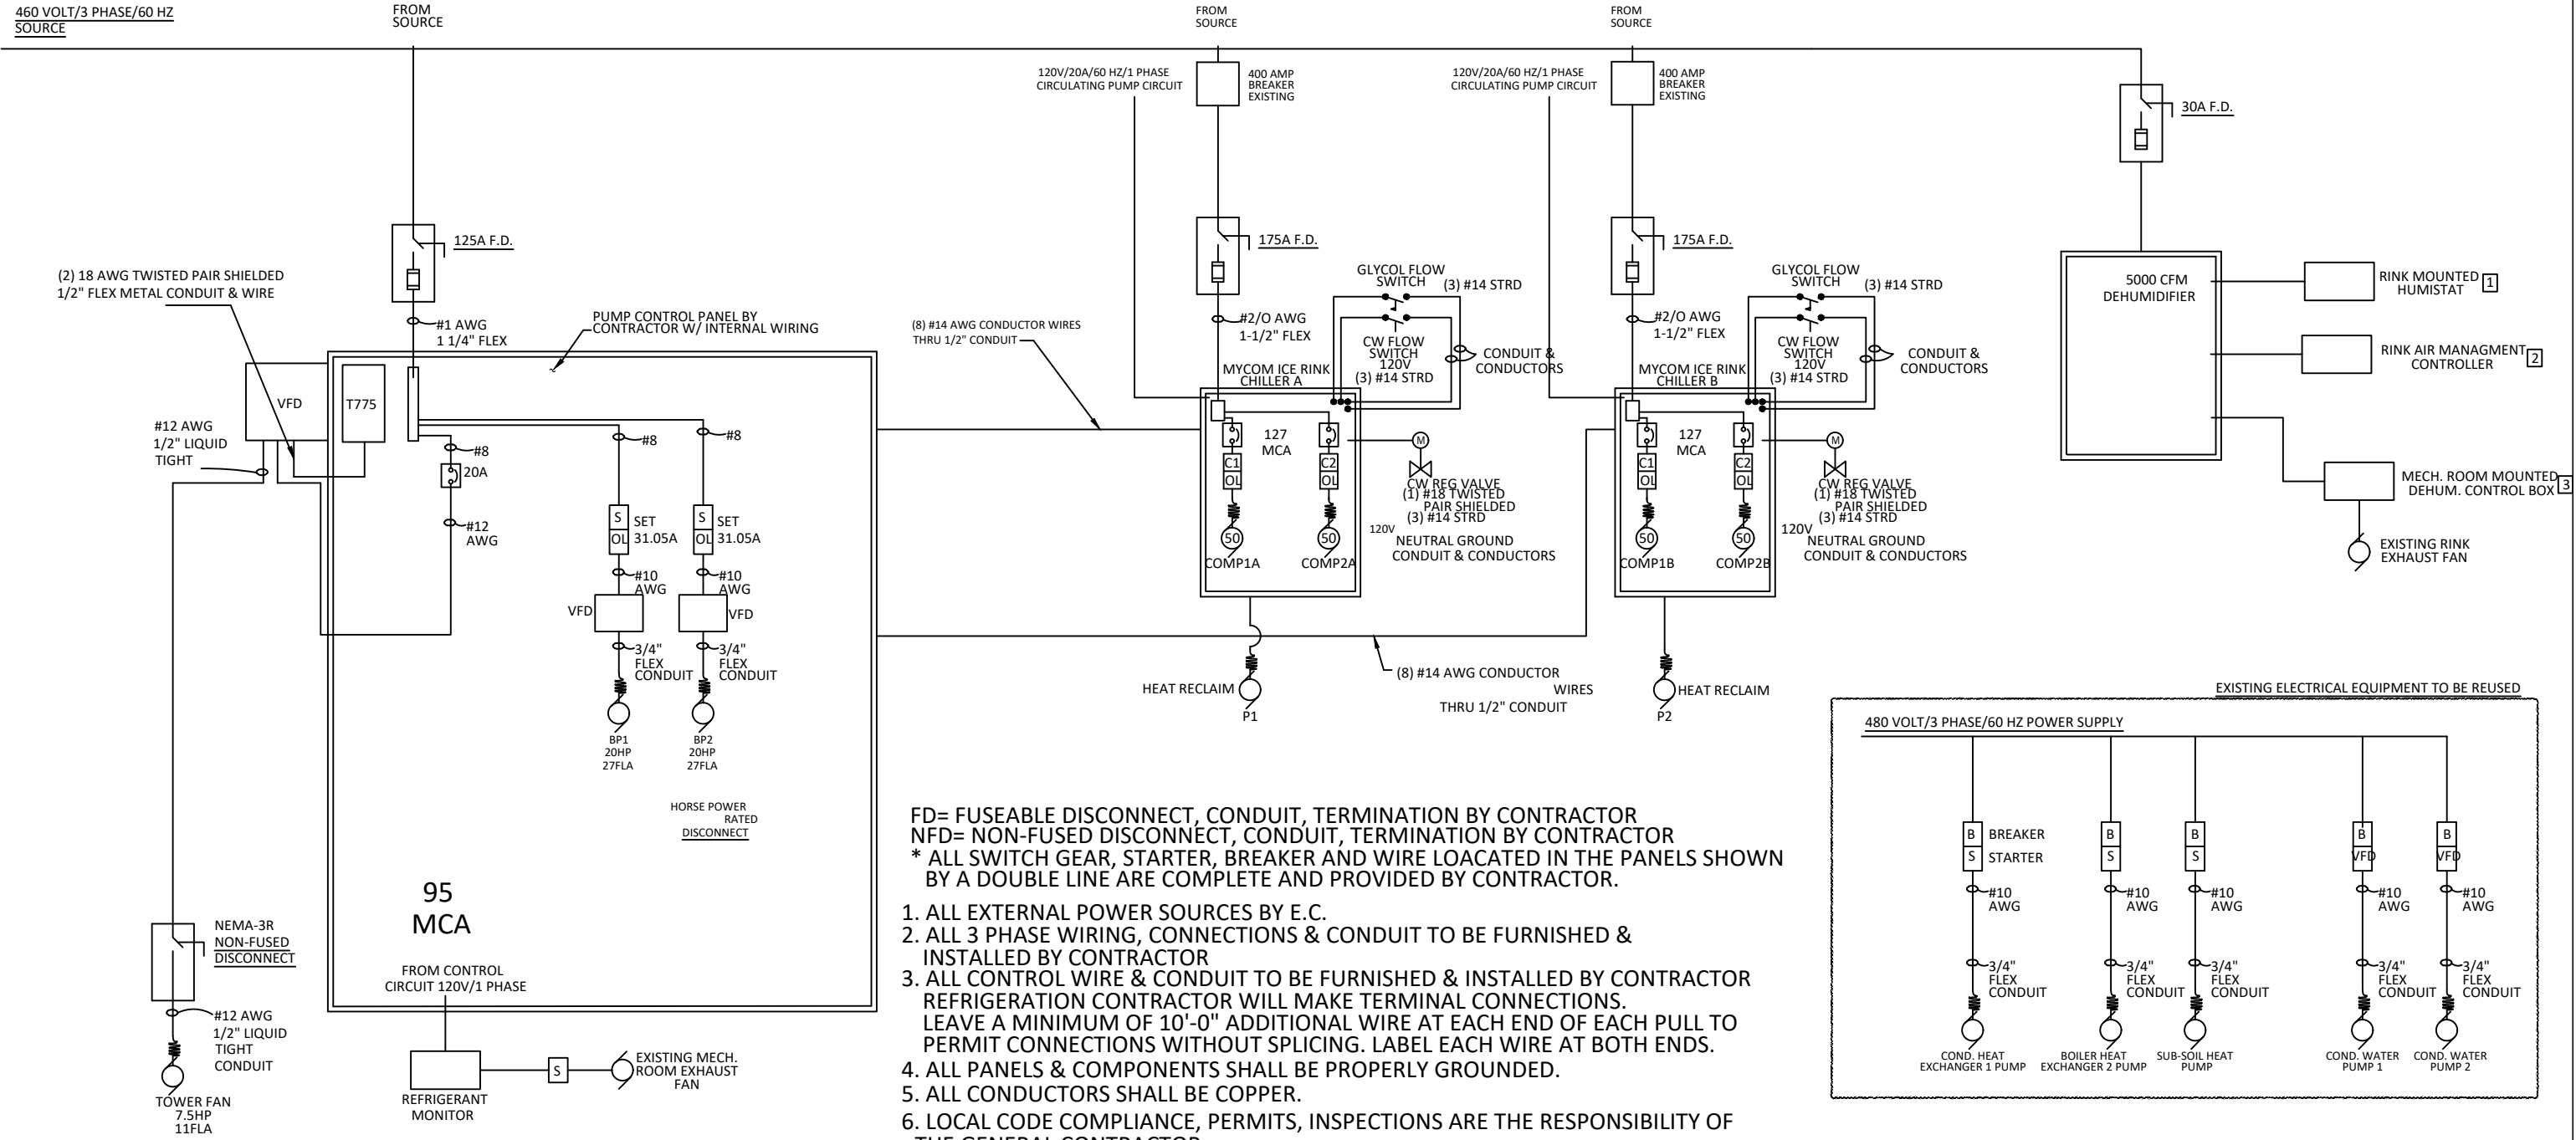 460 VOLT/3 PHASE/60 HZ
SOURCE
FROM
SOURCE
FROM
SOURCE
FROM
SOURCE
120V/20A/60 HZ/1 PHASE
CIRCULATING PUMP CIRCUIT
400 AMP
BREAKER
EXISTING
120V/20A/60 HZ/1 PHASE
CIRCULATING PUMP CIRCUIT
400 AMP
BREAKER
EXISTING
30A F.D.
125A F.D.
175A F.D.
175A F.D.
(2) 18 AWG TWISTED PAIR SHIELDED
1/2" FLEX METAL CONDUIT & WIRE
#1 AWG
1 1/4" FLEX
PUMP CONTROL PANEL BY
CONTRACTOR W/ INTERNAL WIRING
(8) #14 AWG CONDUCTOR WIRES
THRU 1/2" CONDUIT
VFD
T775
#12 AWG
1/2" LIQUID
TIGHT
#8
20A
#12
AWG
#8
#8
S
OL
SET
31.05A
S
OL
SET
31.05A
#10
AWG
#10
AWG
VFD
VFD
3/4"
FLEX
CONDUIT
3/4"
FLEX
CONDUIT
BP1
20HP
27FLA
BP2
20HP
27FLA
HORSE POWER
RATED
DISCONNECT
95
MCA
FROM CONTROL
CIRCUIT 120V/1 PHASE
NEMA-3R
NON-FUSED
DISCONNECT
#12 AWG
1/2" LIQUID
TIGHT
CONDUIT
TOWER FAN
7.5HP
11FLA
REFRIGERANT
MONITOR
S
EXISTING MECH.
ROOM EXHAUST
FAN
#2/O AWG
1-1/2" FLEX
GLYCOL FLOW
SWITCH
(3) #14 STRD
CW FLOW
SWITCH
120V
(3) #14 STRD
CONDUIT &
CONDUCTORS
MYCOM ICE RINK
CHILLER A
127
MCA
C1
OL
C2
OL
50
50
COMP1A
COMP2A
M
CW REG VALVE
(1) #18 TWISTED
PAIR SHIELDED
(3) #14 STRD
120V
NEUTRAL GROUND
CONDUIT & CONDUCTORS
HEAT RECLAIM
P1
#2/O AWG
1-1/2" FLEX
GLYCOL FLOW
SWITCH
(3) #14 STRD
CW FLOW
SWITCH
120V
(3) #14 STRD
CONDUIT &
CONDUCTORS
MYCOM ICE RINK
CHILLER B
127
MCA
C1
OL
C2
OL
50
50
COMP1B
COMP2B
M
CW REG VALVE
(1) #18 TWISTED
PAIR SHIELDED
(3) #14 STRD
120V
NEUTRAL GROUND
CONDUIT & CONDUCTORS
(8) #14 AWG CONDUCTOR
WIRES
THRU 1/2" CONDUIT
HEAT RECLAIM
P2
5000 CFM
DEHUMIDIFIER
RINK MOUNTED
HUMISTAT
1
RINK AIR MANAGMENT
CONTROLLER
2
MECH. ROOM MOUNTED
DEHUM. CONTROL BOX
3
EXISTING RINK
EXHAUST FAN
EXISTING ELECTRICAL EQUIPMENT TO BE REUSED
480 VOLT/3 PHASE/60 HZ POWER SUPPLY
B BREAKER
S STARTER
B
S
B
S
B
VFD
B
VFD
#10
AWG
#10
AWG
#10
AWG
#10
AWG
#10
AWG
3/4"
FLEX
CONDUIT
3/4"
FLEX
CONDUIT
3/4"
FLEX
CONDUIT
3/4"
FLEX
CONDUIT
3/4"
FLEX
CONDUIT
COND. HEAT
EXCHANGER 1 PUMP
BOILER HEAT
EXCHANGER 2 PUMP
SUB-SOIL HEAT
PUMP
COND. WATER
PUMP 1
COND. WATER
PUMP 2
FD= FUSEABLE DISCONNECT, CONDUIT, TERMINATION BY CONTRACTOR
NFD= NON-FUSED DISCONNECT, CONDUIT, TERMINATION BY CONTRACTOR
* ALL SWITCH GEAR, STARTER, BREAKER AND WIRE LOACATED IN THE PANELS SHOWN
BY A DOUBLE LINE ARE COMPLETE AND PROVIDED BY CONTRACTOR.
1. ALL EXTERNAL POWER SOURCES BY E.C.
2. ALL 3 PHASE WIRING, CONNECTIONS & CONDUIT TO BE FURNISHED &
INSTALLED BY CONTRACTOR
3. ALL CONTROL WIRE & CONDUIT TO BE FURNISHED & INSTALLED BY CONTRACTOR
REFRIGERATION CONTRACTOR WILL MAKE TERMINAL CONNECTIONS.
LEAVE A MINIMUM OF 10'-0" ADDITIONAL WIRE AT EACH END OF EACH PULL TO
PERMIT CONNECTIONS WITHOUT SPLICING. LABEL EACH WIRE AT BOTH ENDS.
4. ALL PANELS & COMPONENTS SHALL BE PROPERLY GROUNDED.
5. ALL CONDUCTORS SHALL BE COPPER.
6. LOCAL CODE COMPLIANCE, PERMITS, INSPECTIONS ARE THE RESPONSIBILITY OF
THE GENERAL CONTRACTOR